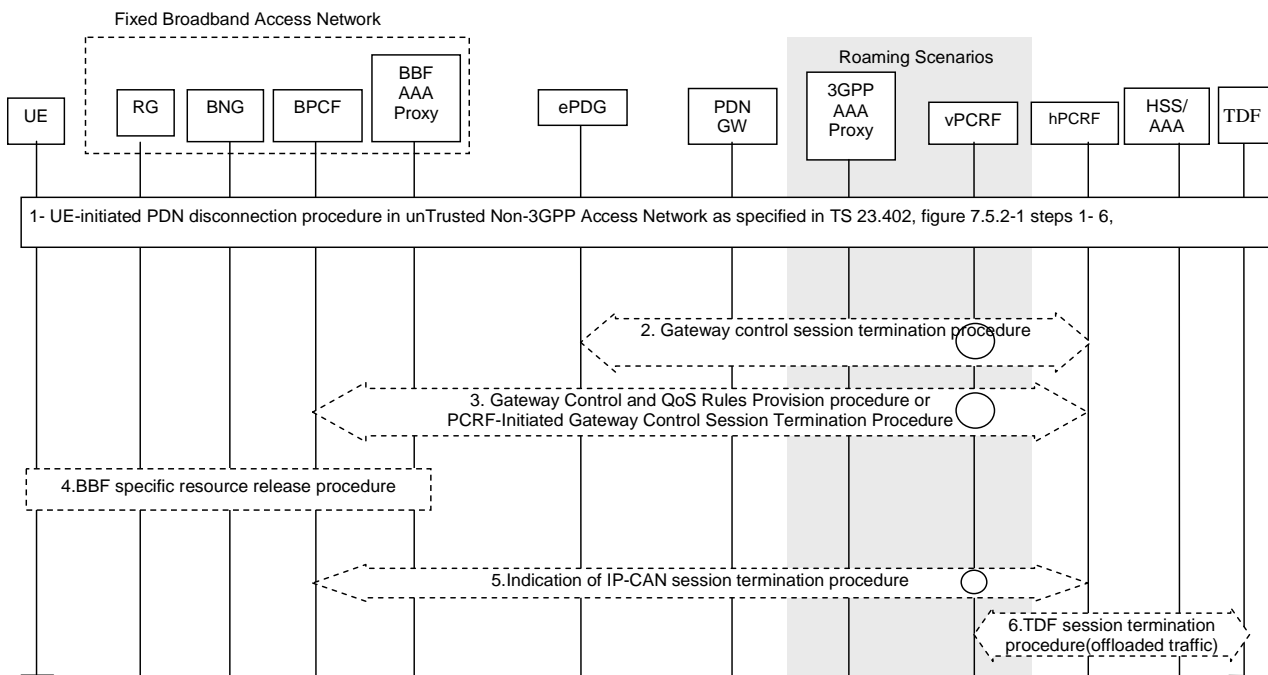 Fixed Broadband Access Network
Roaming Scenarios
UE
RG
BNG
BPCF
BBF
AAA
Proxy
ePDG
PDN
GW
3GPP
AAA
Proxy
vPCRF
hPCRF
HSS/
AAA
TDF
1- UE-initiated PDN disconnection procedure in unTrusted Non-3GPP Access Network as specified in TS 23.402, figure 7.5.2-1 steps 1- 6,
2. Gateway control session termination procedure
3. Gateway Control and QoS Rules Provision procedure or
PCRF-Initiated Gateway Control Session Termination Procedure
4.BBF specific resource release procedure
5.Indication of IP-CAN session termination procedure
6.TDF session termination
procedure(offloaded traffic)